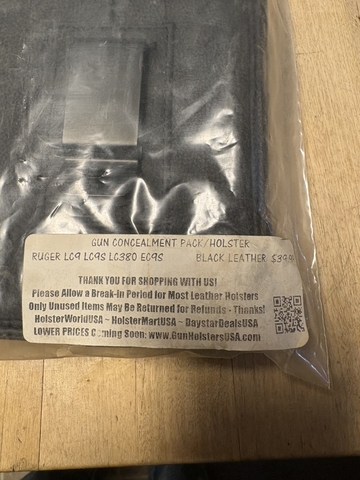 GUN CONCEALMENT PACK/HOLSTER
RUGER LC9 LC9S LC380 EC9S BLACK LEATHER
THANK YOU FOR SHOPPING WITH US!
Please Allow a Break-in Period for Most Leather Holsters
Only Unused Items May Be Returned for Refunds - Thanks!
HolsterWorldUSA ~ HolsterMartUSA ~ DaystarDealsUSA
LOWER PRICES Coming Soon: www.GunHolstersUSA.com